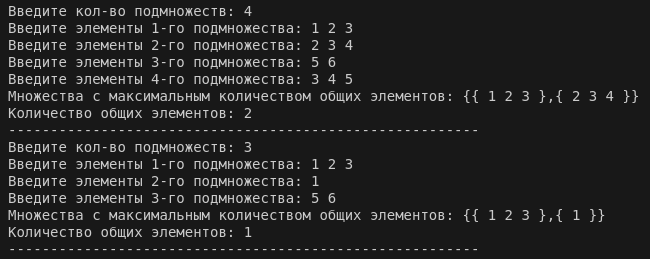 Введите кол-во подмножеств: 4
Введите элементы 1-го подмножества: 1 2 3
Введите элементы 2-го подмножества: 2 3 4
Введите элементы 3-го подмножества: 5 6
Введите элементы 4-го подмножества: 3 4 5
Множества с максимальным количеством общих элементов: {{ 1 2 3 },{ 2 3 4 }}
Количество общих элементов: 2
--------------------------------------------------------
Введите кол-во подмножеств: 3
Введите элементы 1-го подмножества: 1 2 3
Введите элементы 2-го подмножества: 1
Введите элементы 3-го подмножества: 5 6
Множества с максимальным количеством общих элементов: {{ 1 2 3 },{ 1 }}
Количество общих элементов: 1
--------------------------------------------------------